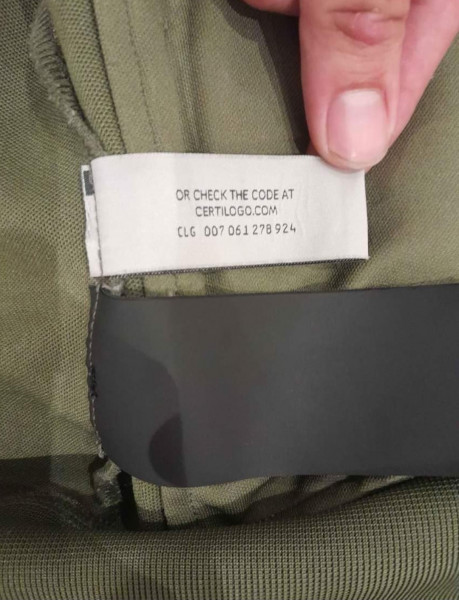 OR CHECK THE CODE AT
CERTILOGO.COM
CLG 007 061 278 924